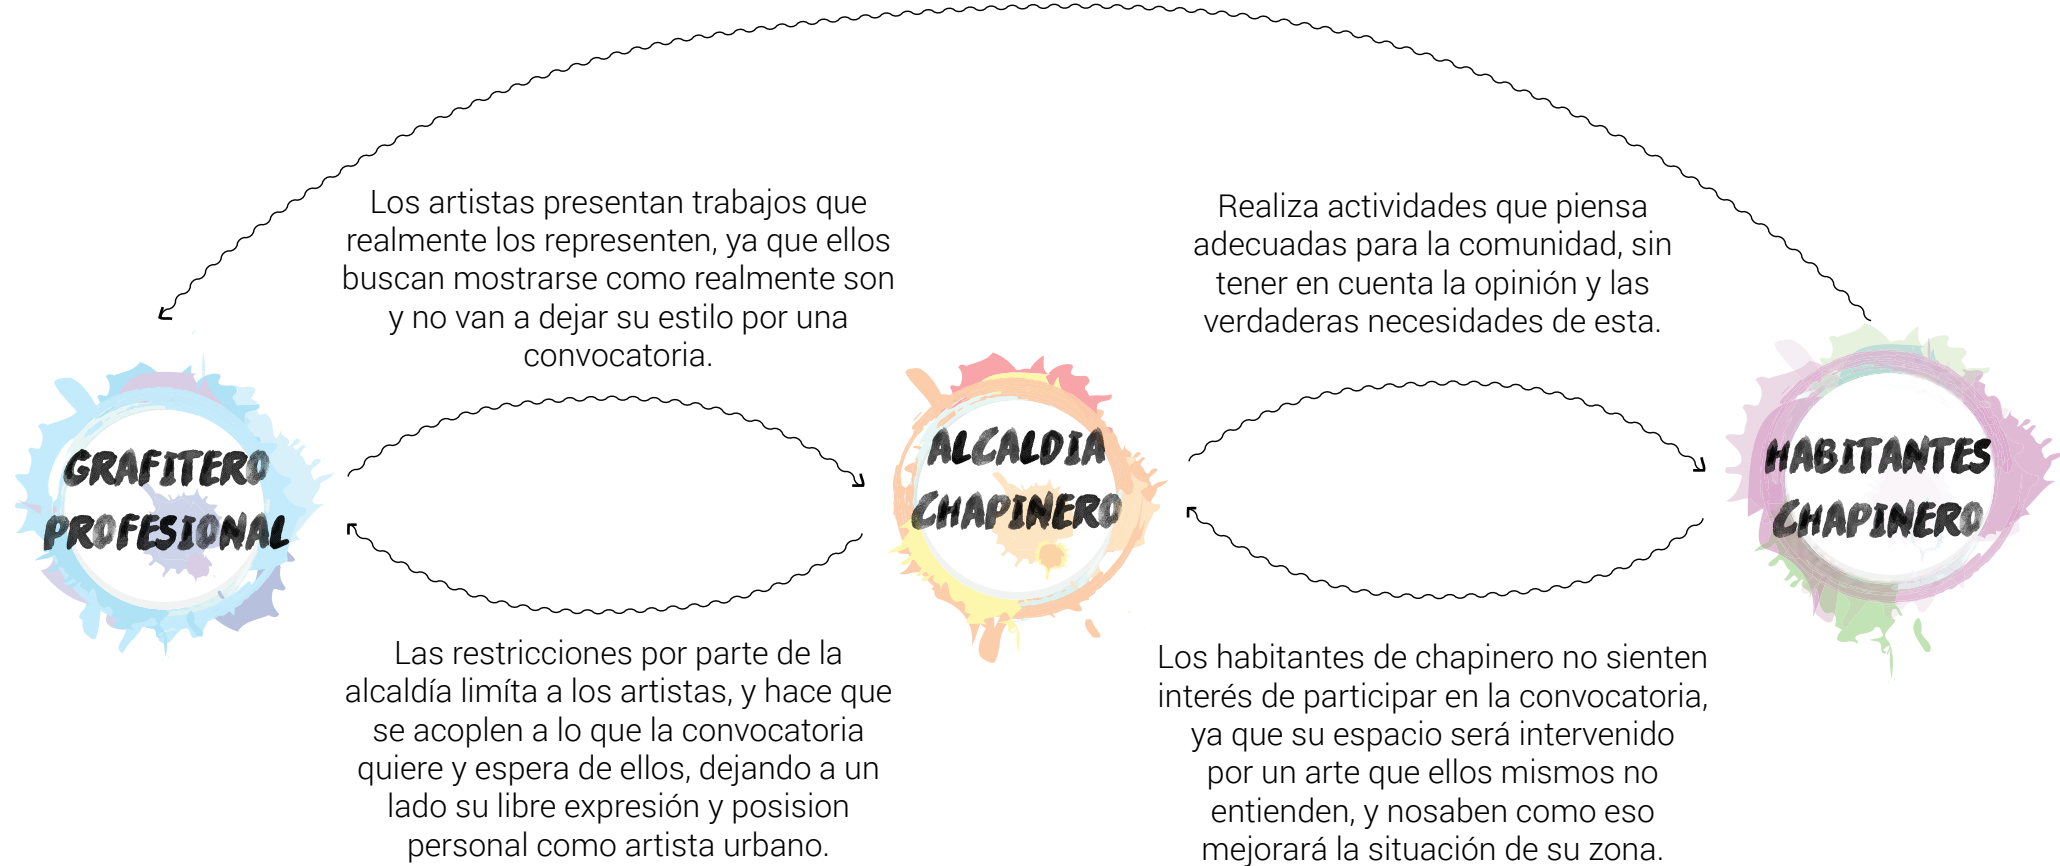 Los artistas presentan trabajos que
realmente los representen, ya que ellos
buscan mostrarse como realmente son
y no van a dejar su estilo por una
convocatoria.
Realiza actividades que piensa
adecuadas para la comunidad, sin
tener en cuenta la opinión y las
verdaderas necesidades de esta.
GRAFITERO
PROFESIONAL
ALCALDIA
CHAPINERO
HABITANTES
CHAPINERO
Las restricciones por parte de la
alcaldía limíta a los artistas, y hace que
se acoplen a lo que la convocatoria
quiere y espera de ellos, dejando a un
lado su libre expresión y posision
personal como artista urbano.
Los habitantes de chapinero no sienten
interés de participar en la convocatoria,
ya que su espacio será intervenido
por un arte que ellos mismos no
entienden, y nosaben como eso
mejorará la situación de su zona.